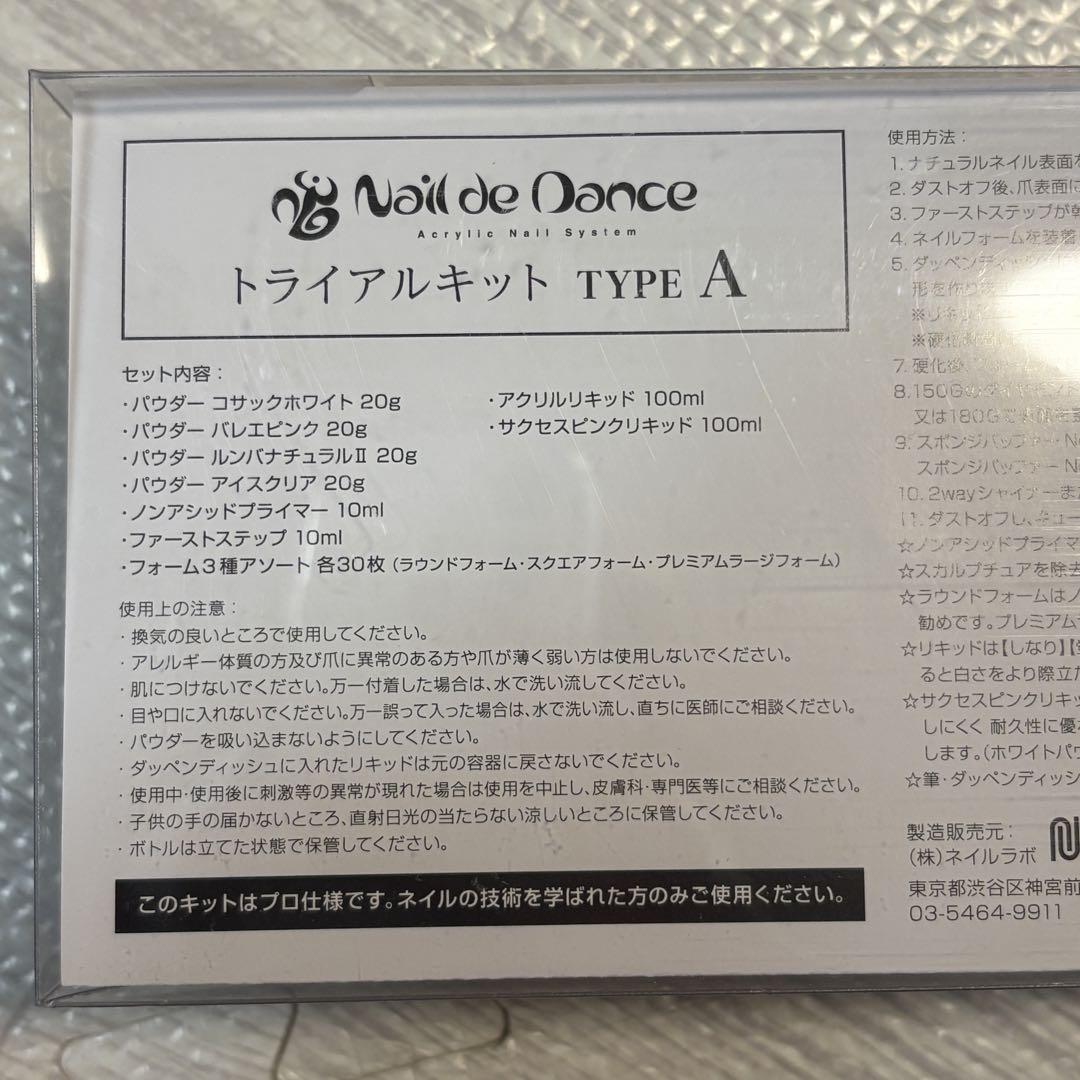 Nail de Dance
Acrylic Nail System
トライアルキット TYPE A
セット内容：
・パウダー コサックホワイト 20g
・パウダー バレエピンク 20g
・パウダー ルンバナチュラルⅡ 20g
・パウダー アイスクリア 20g
・ノンアシッドプライマー 10ml
・ファーストステップ 10ml
・フォーム3種アソート 各30枚（ラウンドフォーム・スクエアフォーム・プレミアムラージフォーム）
・アクリルリキッド 100ml
・サクセスピンクリキッド 100ml
使用上の注意：
・換気の良いところで使用してください。
・アレルギー体質の方及び爪に異常のある方や爪が薄く弱い方は使用しないでください。
・肌につけないでください。万一付着した場合は、水で洗い流してください。
・目や口に入れないでください。万一誤って入った場合は、水で洗い流し、直ちに医師にご相談ください。
・パウダーを吸い込まないようにしてください。
・ダッペンディッシュに入れたリキッドは元の容器に戻さないでください。
・使用中・使用後に刺激等の異常が現れた場合は使用を中止し、皮膚科・専門医等にご相談ください。
・子供の手の届かないところ、直射日光の当たらない涼しいところに保管してください。
・ボトルは立てた状態で保管してください。
このキットはプロ仕様です。ネイルの技術を学ばれた方のみご使用ください。
使用方法：
1. ナチュラルネイル表面を
2. ダストオフ後、爪表面に
3. ファーストステップが乾
4. ネイルフォームを装着
5. ダッペンディッシュに
形を作り
※リキッ
※硬化
7. 硬化後、
8.150Gのダイヤモンド
又は180Gで表面を
9. スポンジバッファー・N
スポンジバッファー N
10. 2wayシャイナーま
11. ダストオフし、キュー
☆ノンアシッドプライマ
☆スカルプチュアを除去
☆ラウンドフォームはノ
勧めです。プレミアム
☆リキッドは【しなり】
ると白さをより際立た
☆サクセスピンクリキッ
しにくく 耐久性に優
します。（ホワイトパウ
☆筆・ダッペンディッシ
製造販売元：
（株）ネイルラボ
東京都渋谷区神宮前
03-5464-9911